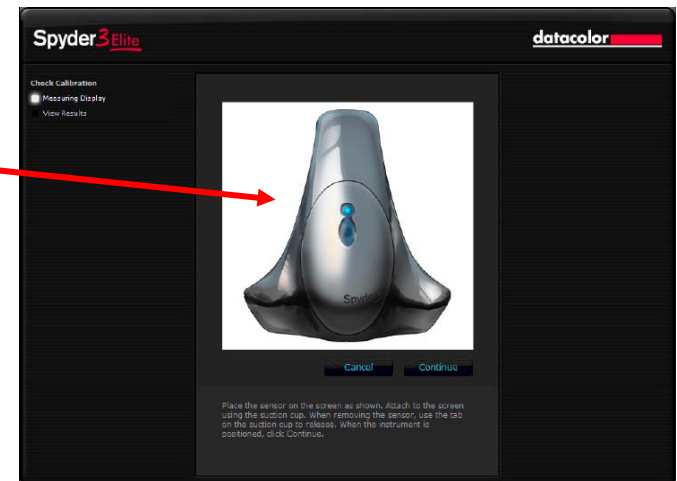 Spyder3Elite
datacolor
Check Calibration
Measuring Display
View Results
Spyder
Cancel
Continue
Place the sensor on the screen as shown. Attach to the screen
using the suction cup. When removing the sensor, use the tab
on the suction cup to release. When the instrument is
positioned, click Continue.